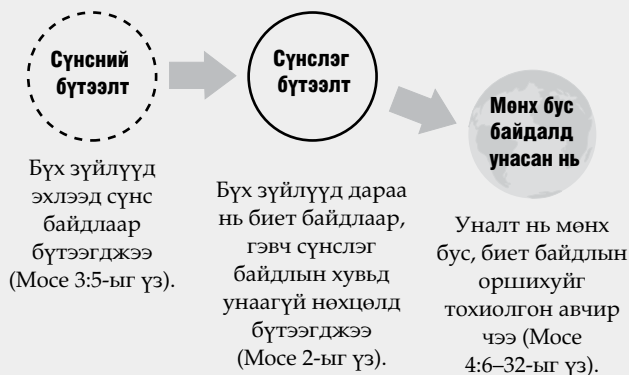 Сүнсний
бүтээлт
Бүх зүйлүүд
эхлээд сүнс
байдлаар
бүтээгджээ
(Мосе 3:5-ыг үз).
Сүнслэг
бүтээлт
Бүх зүйлүүд дараа
нь биет байдлаар,
гэвч сүнслэг
байдлын хувьд
унаагүй нөхцөлд
бүтээгджээ
(Мосе 2-ыг үз).
Мөнх бус
байдалд
унасан нь
Уналт нь мөнх
бус, биет байдлын
оршихуйг
тохиолгон авчир
чээ (Мосе
4:6–32-ыг үз).